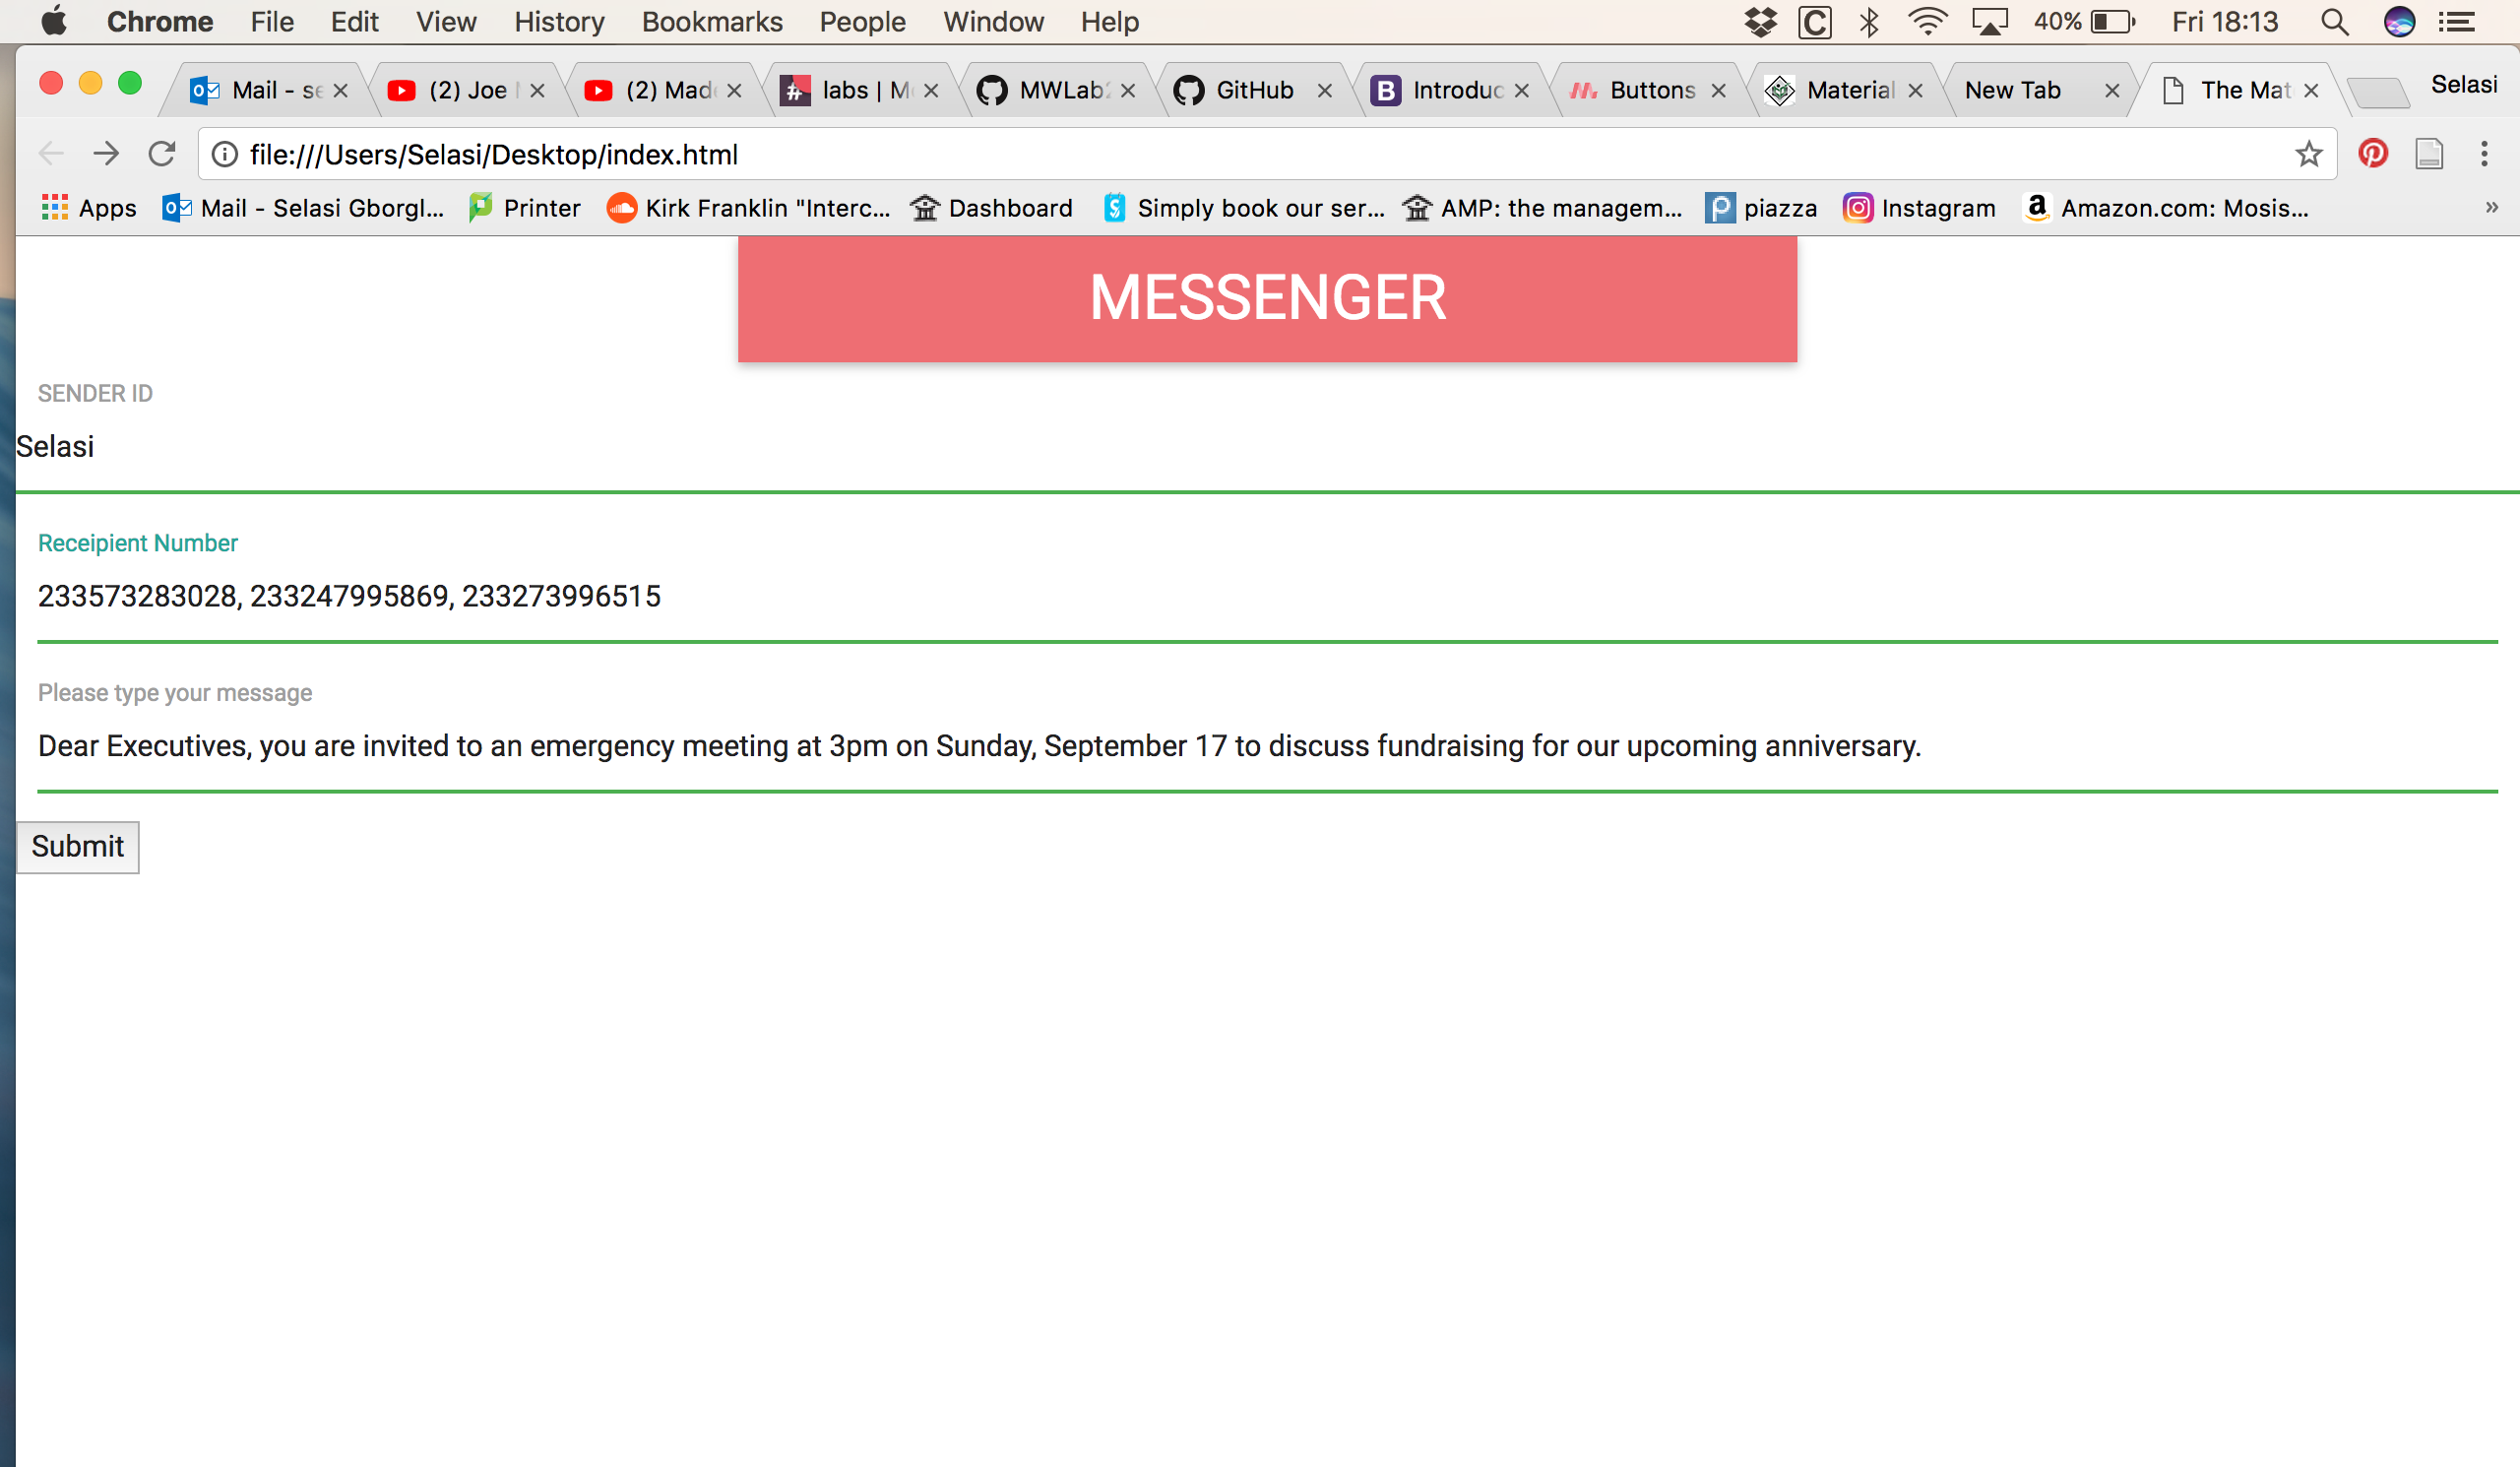 Chrome File Edit View History Bookmarks People Window Help 40% Fri 18:13
Mail - se (2) Joe (2) Mad labs | M MWLab2 GitHub Introduc Buttons Material New Tab The Mat Selasi
file:///Users/Selasi/Desktop/index.html
Apps Mail - Selasi Gborgl... Printer Kirk Franklin "Interc... Dashboard Simply book our ser... AMP: the managem... piazza Instagram Amazon.com: Mosis... »
MESSENGER
SENDER ID
Selasi
Receipient Number
233573283028, 233247995869, 233273996515
Please type your message
Dear Executives, you are invited to an emergency meeting at 3pm on Sunday, September 17 to discuss fundraising for our upcoming anniversary.
Submit